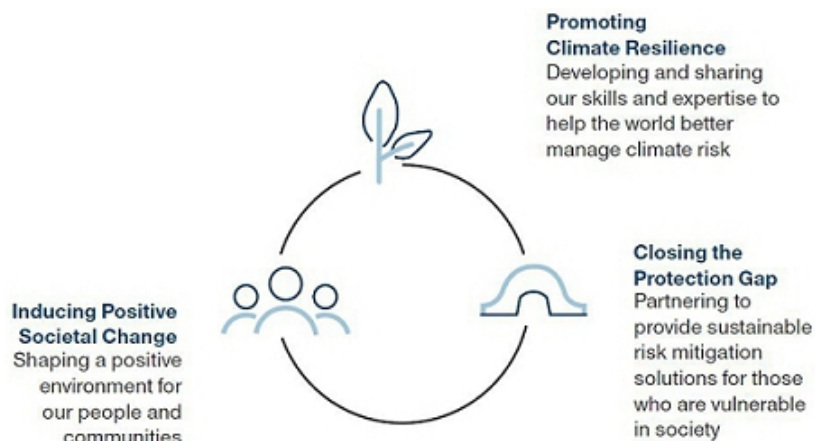 Promoting
Climate Resilience
Developing and sharing
our skills and expertise to
help the world better
manage climate risk
Closing the
Protection Gap
Partnering to
provide sustainable
risk mitigation
solutions for those
who are vulnerable
in society
Inducing Positive
Societal Change
Shaping a positive
environment for
our people and
communities